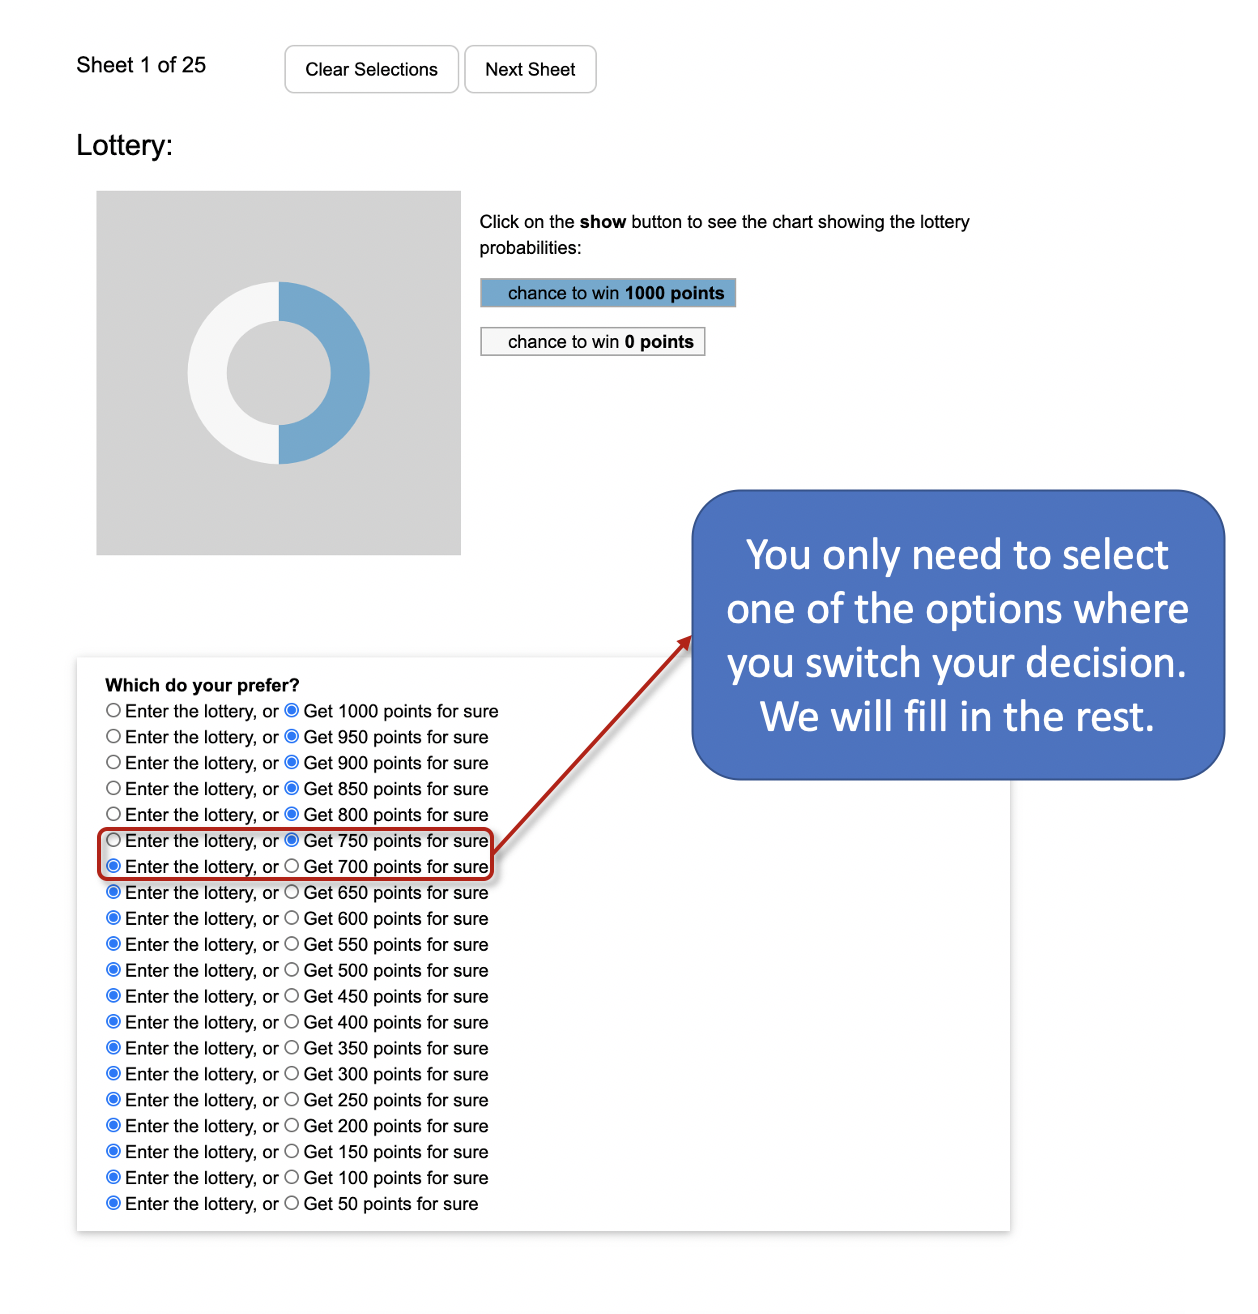 Sheet 1 of 25
Clear Selections
Next Sheet
Lottery:
Click on the show button to see the chart showing the lottery
probabilities:
chance to win 1000 points
chance to win 0 points
You only need to select
one of the options where
you switch your decision.
We will fill in the rest.
Which do your prefer?
Enter the lottery, or Get 1000 points for sure
Enter the lottery, or Get 950 points for sure
Enter the lottery, or Get 900 points for sure
Enter the lottery, or Get 850 points for sure
Enter the lottery, or Get 800 points for sure
Enter the lottery, or Get 750 points for sure
Enter the lottery, or Get 700 points for sure
Enter the lottery, or Get 650 points for sure
Enter the lottery, or Get 600 points for sure
Enter the lottery, or Get 550 points for sure
Enter the lottery, or Get 500 points for sure
Enter the lottery, or Get 450 points for sure
Enter the lottery, or Get 400 points for sure
Enter the lottery, or Get 350 points for sure
Enter the lottery, or Get 300 points for sure
Enter the lottery, or Get 250 points for sure
Enter the lottery, or Get 200 points for sure
Enter the lottery, or Get 150 points for sure
Enter the lottery, or Get 100 points for sure
Enter the lottery, or Get 50 points for sure